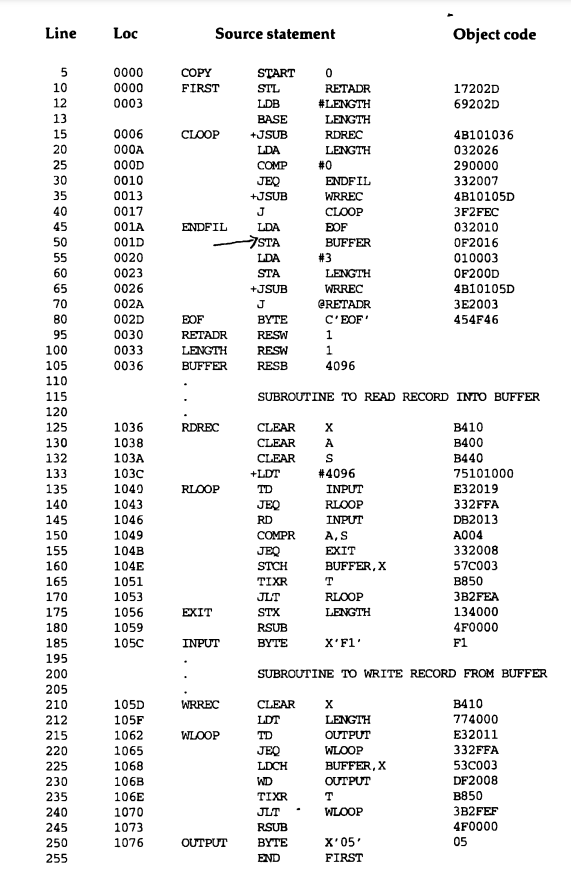 Line Loc Source statement Object code
5 0000 COPY START 0
10 0000 FIRST STL RETADR 17202D
12 0003 LDB #LENGTH 69202D
13 BASE LENGTH
15 0006 CLOOP +JSUB RDREC 4B101036
20 000A LDA LENGTH 032026
25 000D COMP #0 290000
30 0010 JEQ ENDFIL 332007
35 0013 +JSUB WRREC 4B10105D
40 0017 J CLOOP 3F2FEC
45 001A ENDFIL LDA EOF 032010
50 001D STA BUFFER 0F2016
55 0020 LDA #3 010003
60 0023 STA LENGTH 0F200D
65 0026 +JSUB WRREC 4B10105D
70 002A J @RETADR 3E2003
80 002D EOF BYTE C'EOF' 454F46
95 0030 RETADR RESW 1
100 0033 LENGTH RESW 1
105 0036 BUFFER RESB 4096
110 .
115 . SUBROUTINE TO READ RECORD INTO BUFFER
120 .
125 1036 RDREC CLEAR X B410
130 1038 CLEAR A B400
132 103A CLEAR S B440
133 103C +LDT #4096 75101000
135 1040 RLOOP TD INPUT E32019
140 1043 JEQ RLOOP 332FFA
145 1046 RD INPUT DB2013
150 1049 COMPR A,S A004
155 104B JEQ EXIT 332008
160 104E STCH BUFFER,X 57C003
165 1051 TIXR T B850
170 1053 JLT RLOOP 3B2FEA
175 1056 EXIT STX LENGTH 134000
180 1059 RSUB 4F0000
185 105C INPUT BYTE X'F1' F1
195 .
200 . SUBROUTINE TO WRITE RECORD FROM BUFFER
205 .
210 105D WRREC CLEAR X B410
212 105F LDT LENGTH 774000
215 1062 WLOOP TD OUTPUT E32011
220 1065 JEQ WLOOP 332FFA
225 1068 LDCH BUFFER,X 53C003
230 106B WD OUTPUT DF2008
235 106E TIXR T B850
240 1070 JLT WLOOP 3B2FEF
245 1073 RSUB 4F0000
250 1076 OUTPUT BYTE X'05' 05
255 END FIRST